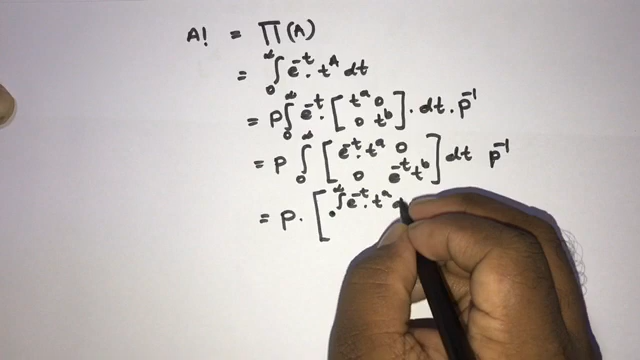 A! = ∏(A)
= ∫₀^∞ e^-t · t^A dt
= P ∫₀^∞ e^-t · [t^a 0 0 t^b] · dt · P^-1
= P ∫₀^∞ [e^-t · t^a 0 0 e^-t t^b] dt P^-1
= P · [∫₀^∞ e^-t · t^a